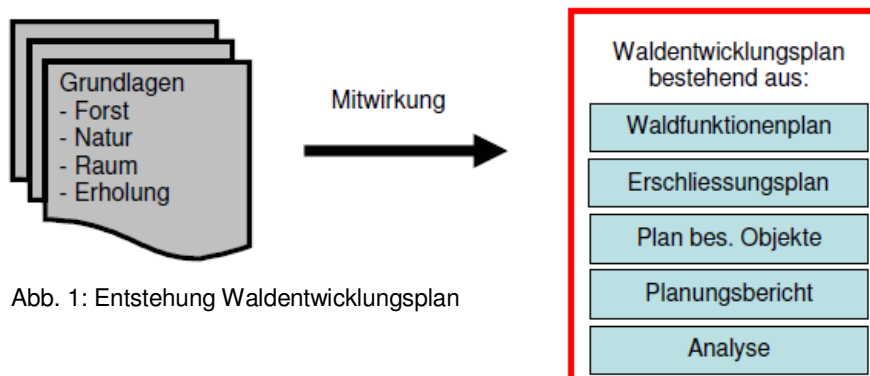 Grundlagen
- Forst
- Natur
- Raum
- Erholung
Mitwirkung
Waldentwicklungsplan
bestehend aus:
Waldfunktionenplan
Erschliessungsplan
Plan bes. Objekte
Planungsbericht
Analyse
Abb. 1: Entstehung Waldentwicklungsplan